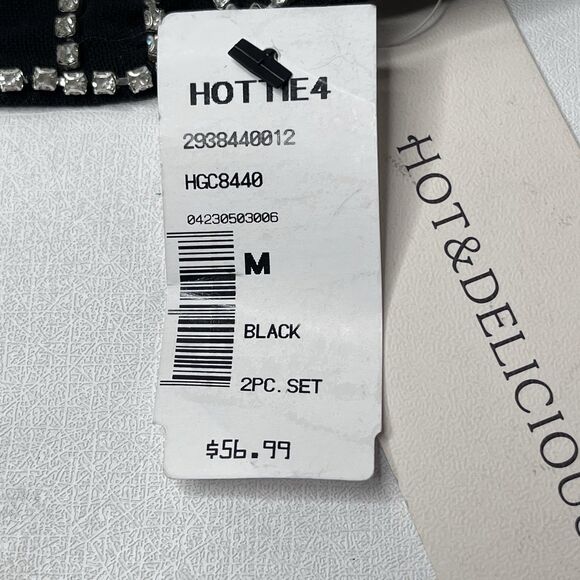 HOTTIE4
2938440012
HGC8440
04230503006
M
BLACK
2PC. SET
$56.99
HOT&DELICIOUS